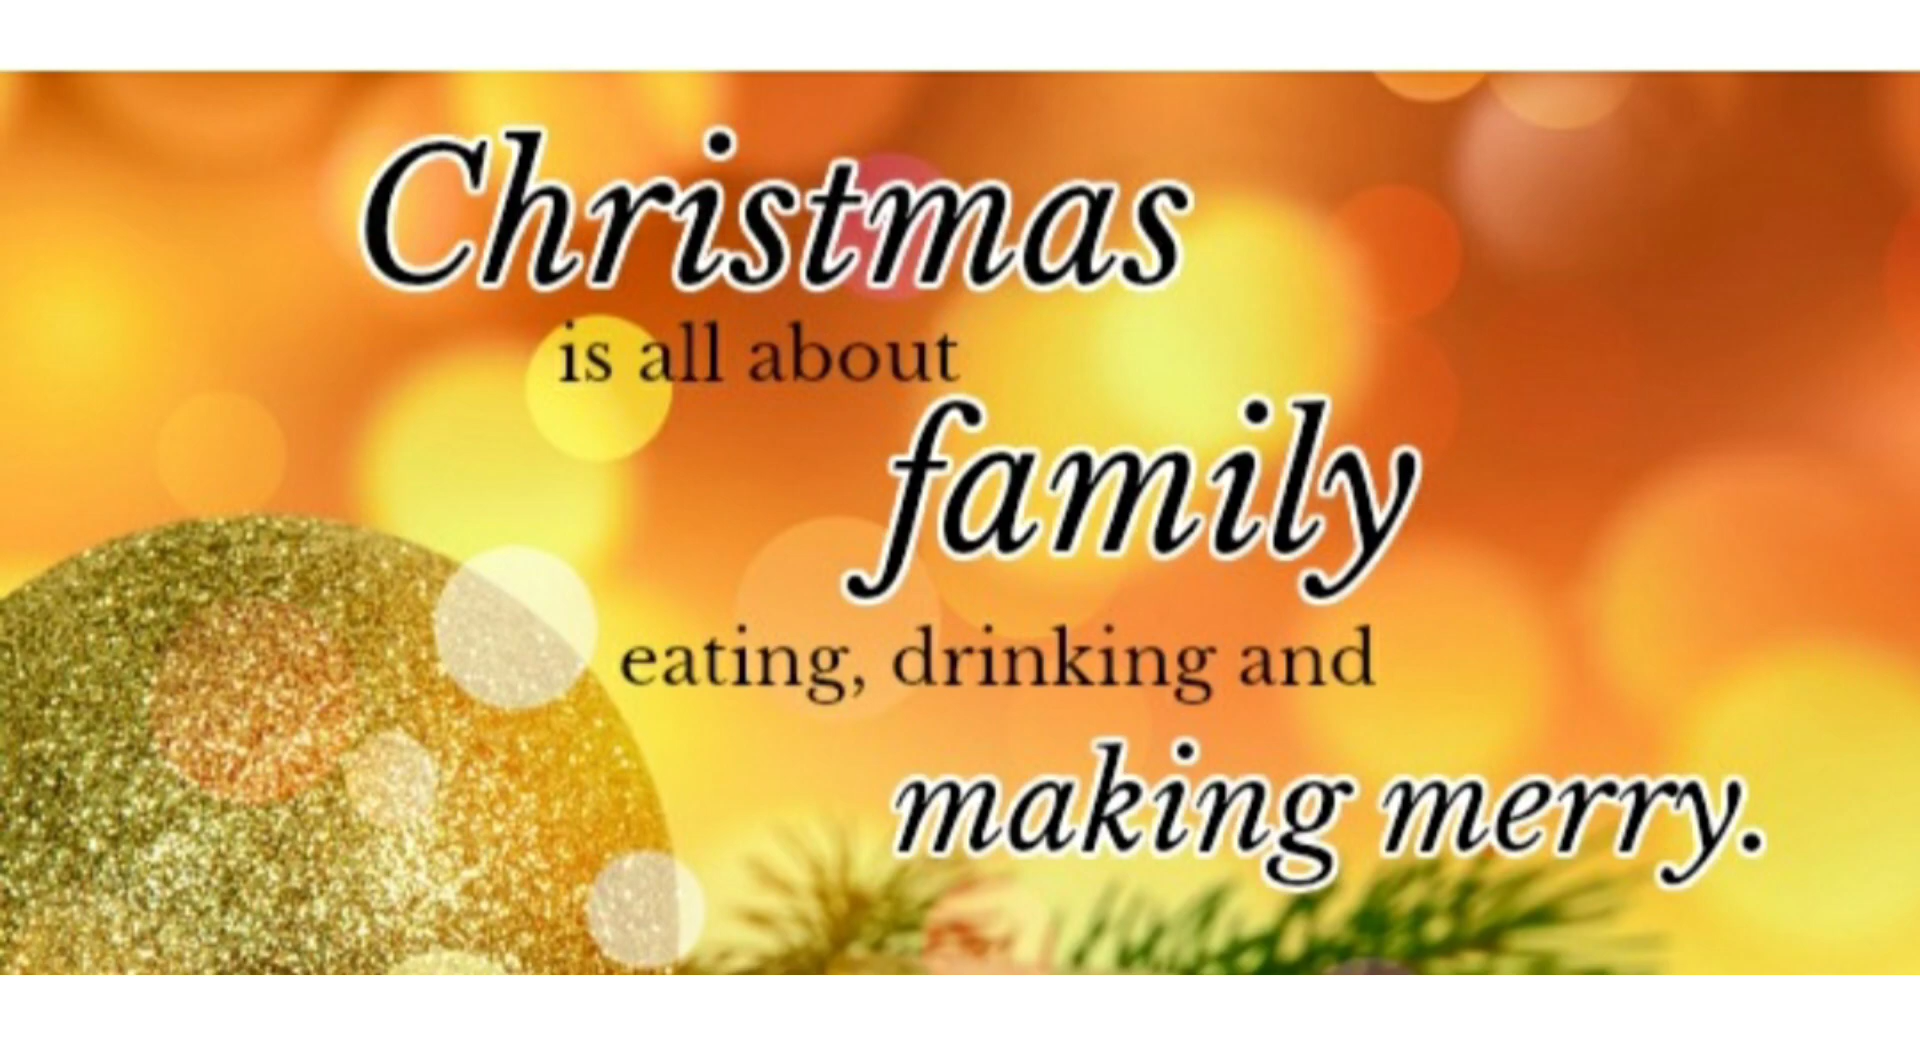 Christmas
is all about
family
eating, drinking and
making merry.